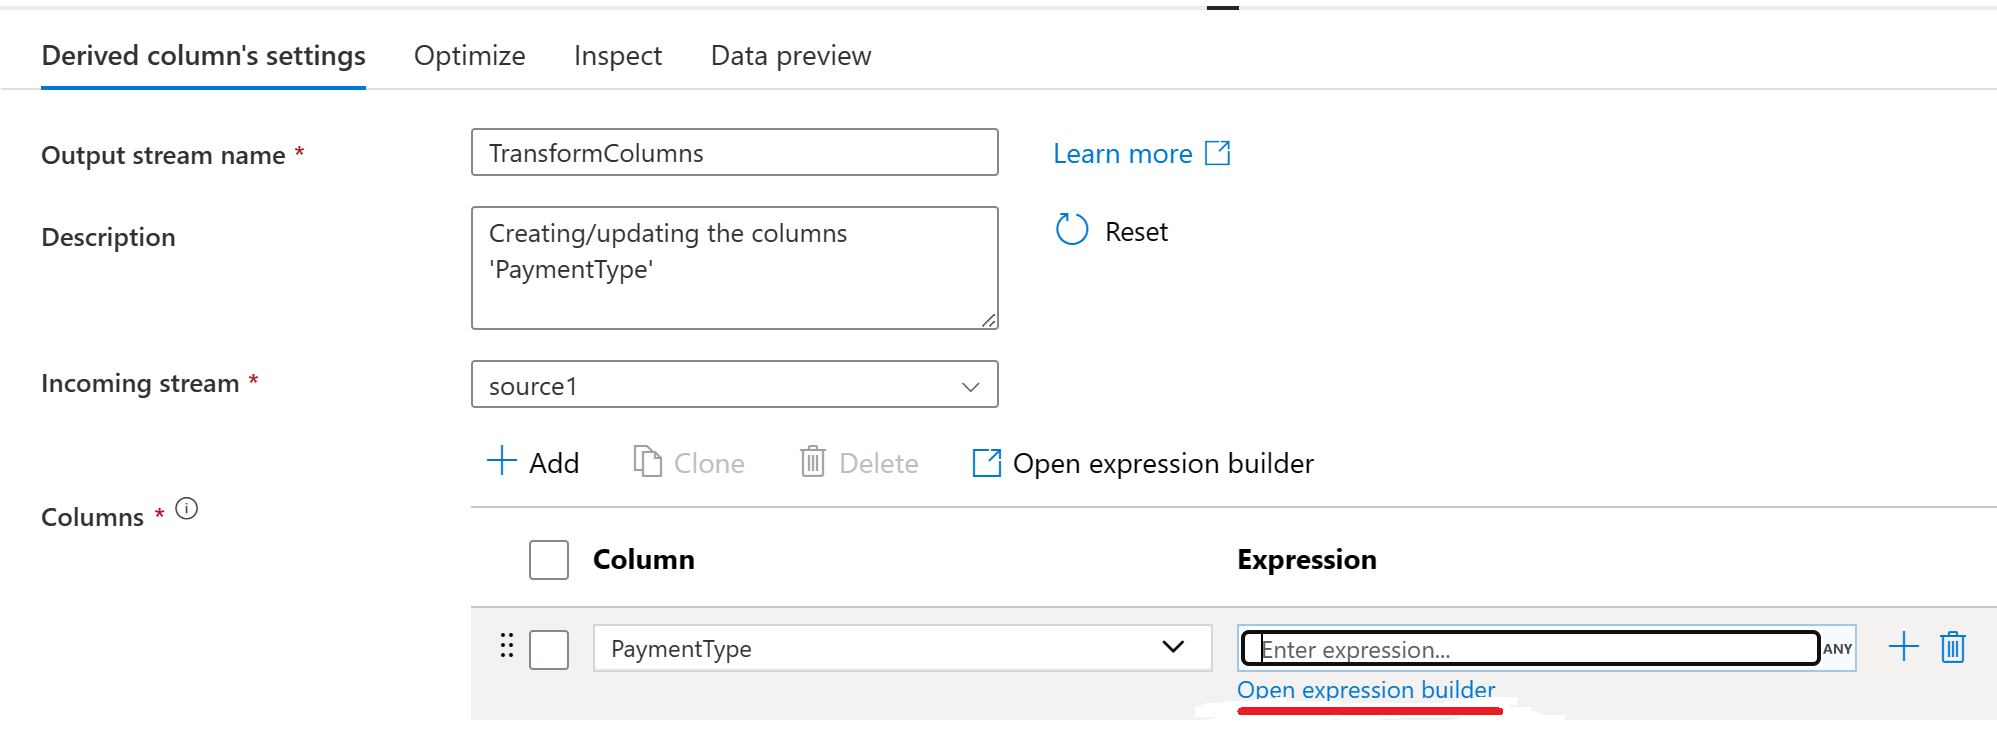 Derived column's settings Optimize Inspect Data preview
Output stream name * TransformColumns Learn more
Description Creating/updating the columns
'PaymentType'
Reset
Incoming stream * source1
Add Clone Delete Open expression builder
Columns *
Column Expression
PaymentType Enter expression... ANY
Open expression builder